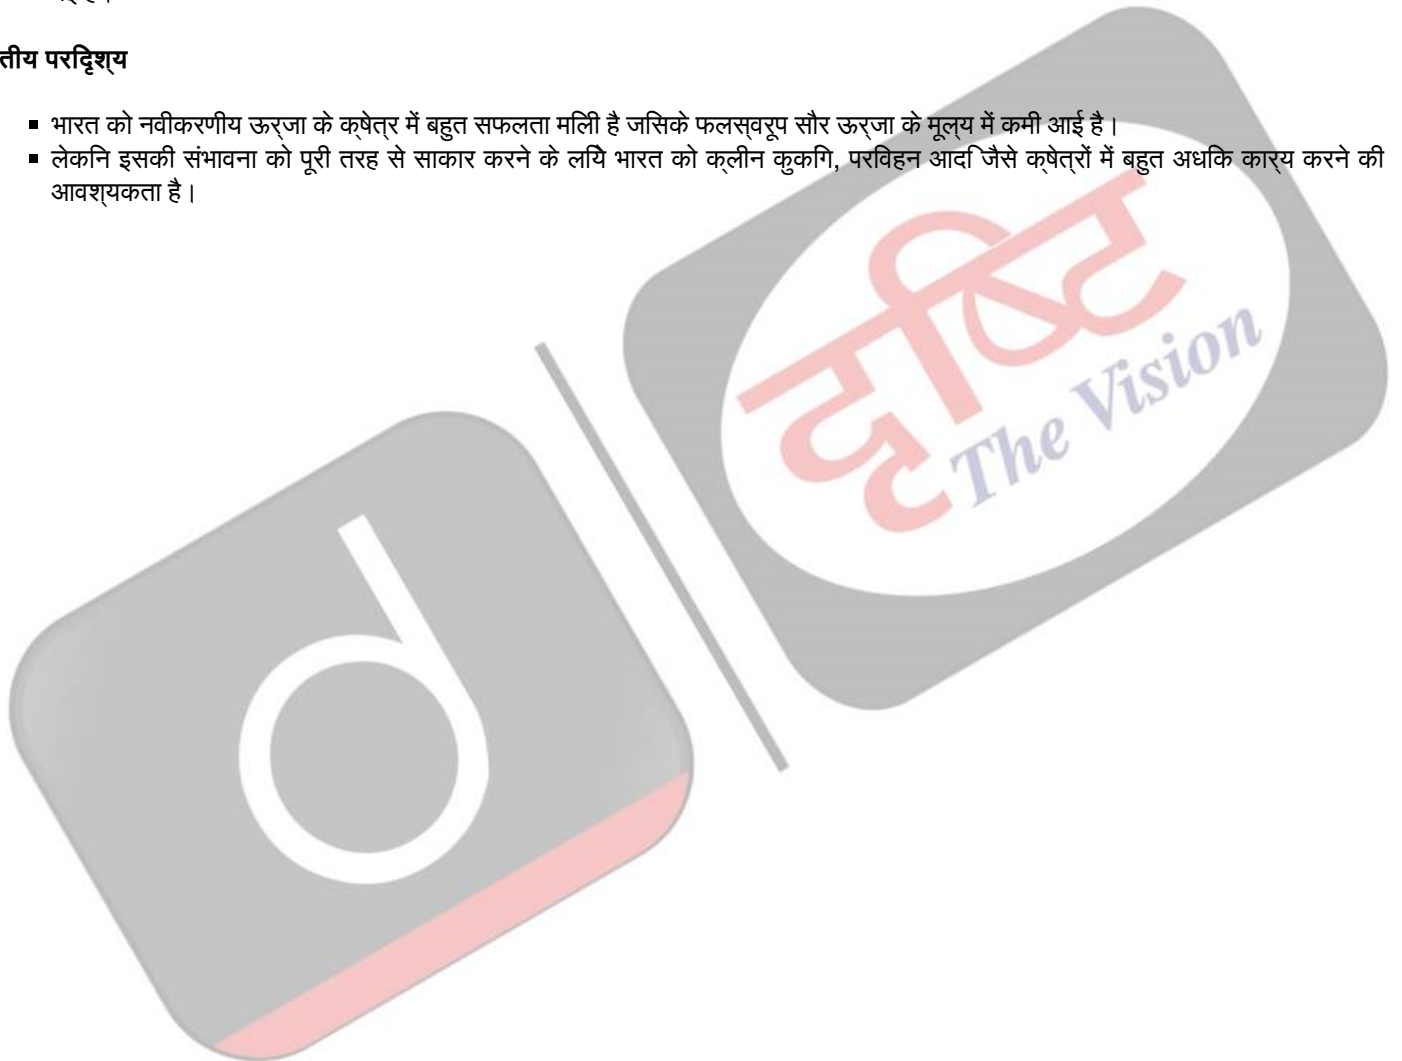 तीय परिदृश्य
▪ भारत को नवीकरणीय ऊर्जा के क्षेत्र में बहुत सफलता मिली है जिसके फलस्वरूप सौर ऊर्जा के मूल्य में कमी आई है।
▪ लेकिन इसकी संभावना को पूरी तरह से साकार करने के लिये भारत को क्लीन कुकिंग, परिवहन आदि जैसे क्षेत्रों में बहुत अधिक कार्य करने की
आवश्यकता है।
d
दृष्टि
The Vision